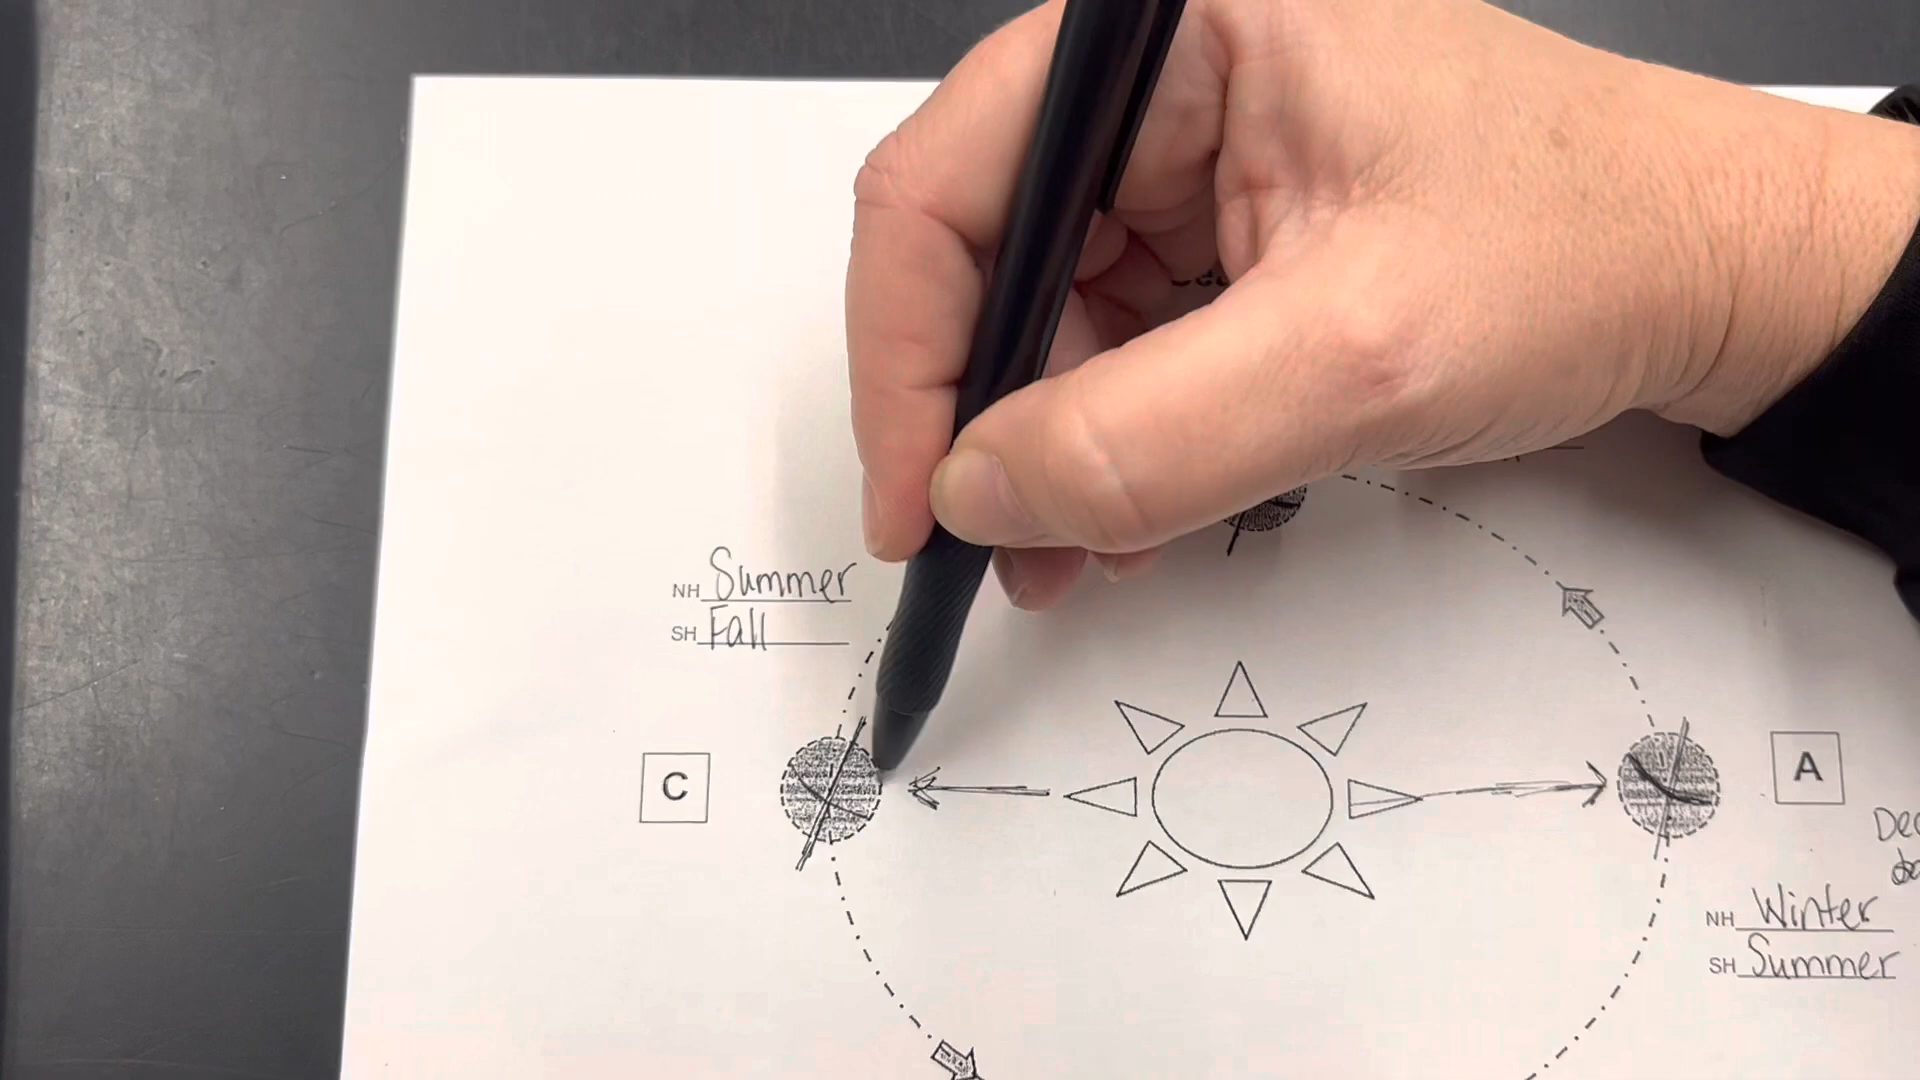 NH Summer
SH Fall
C
A
NH Winter
SH Summer